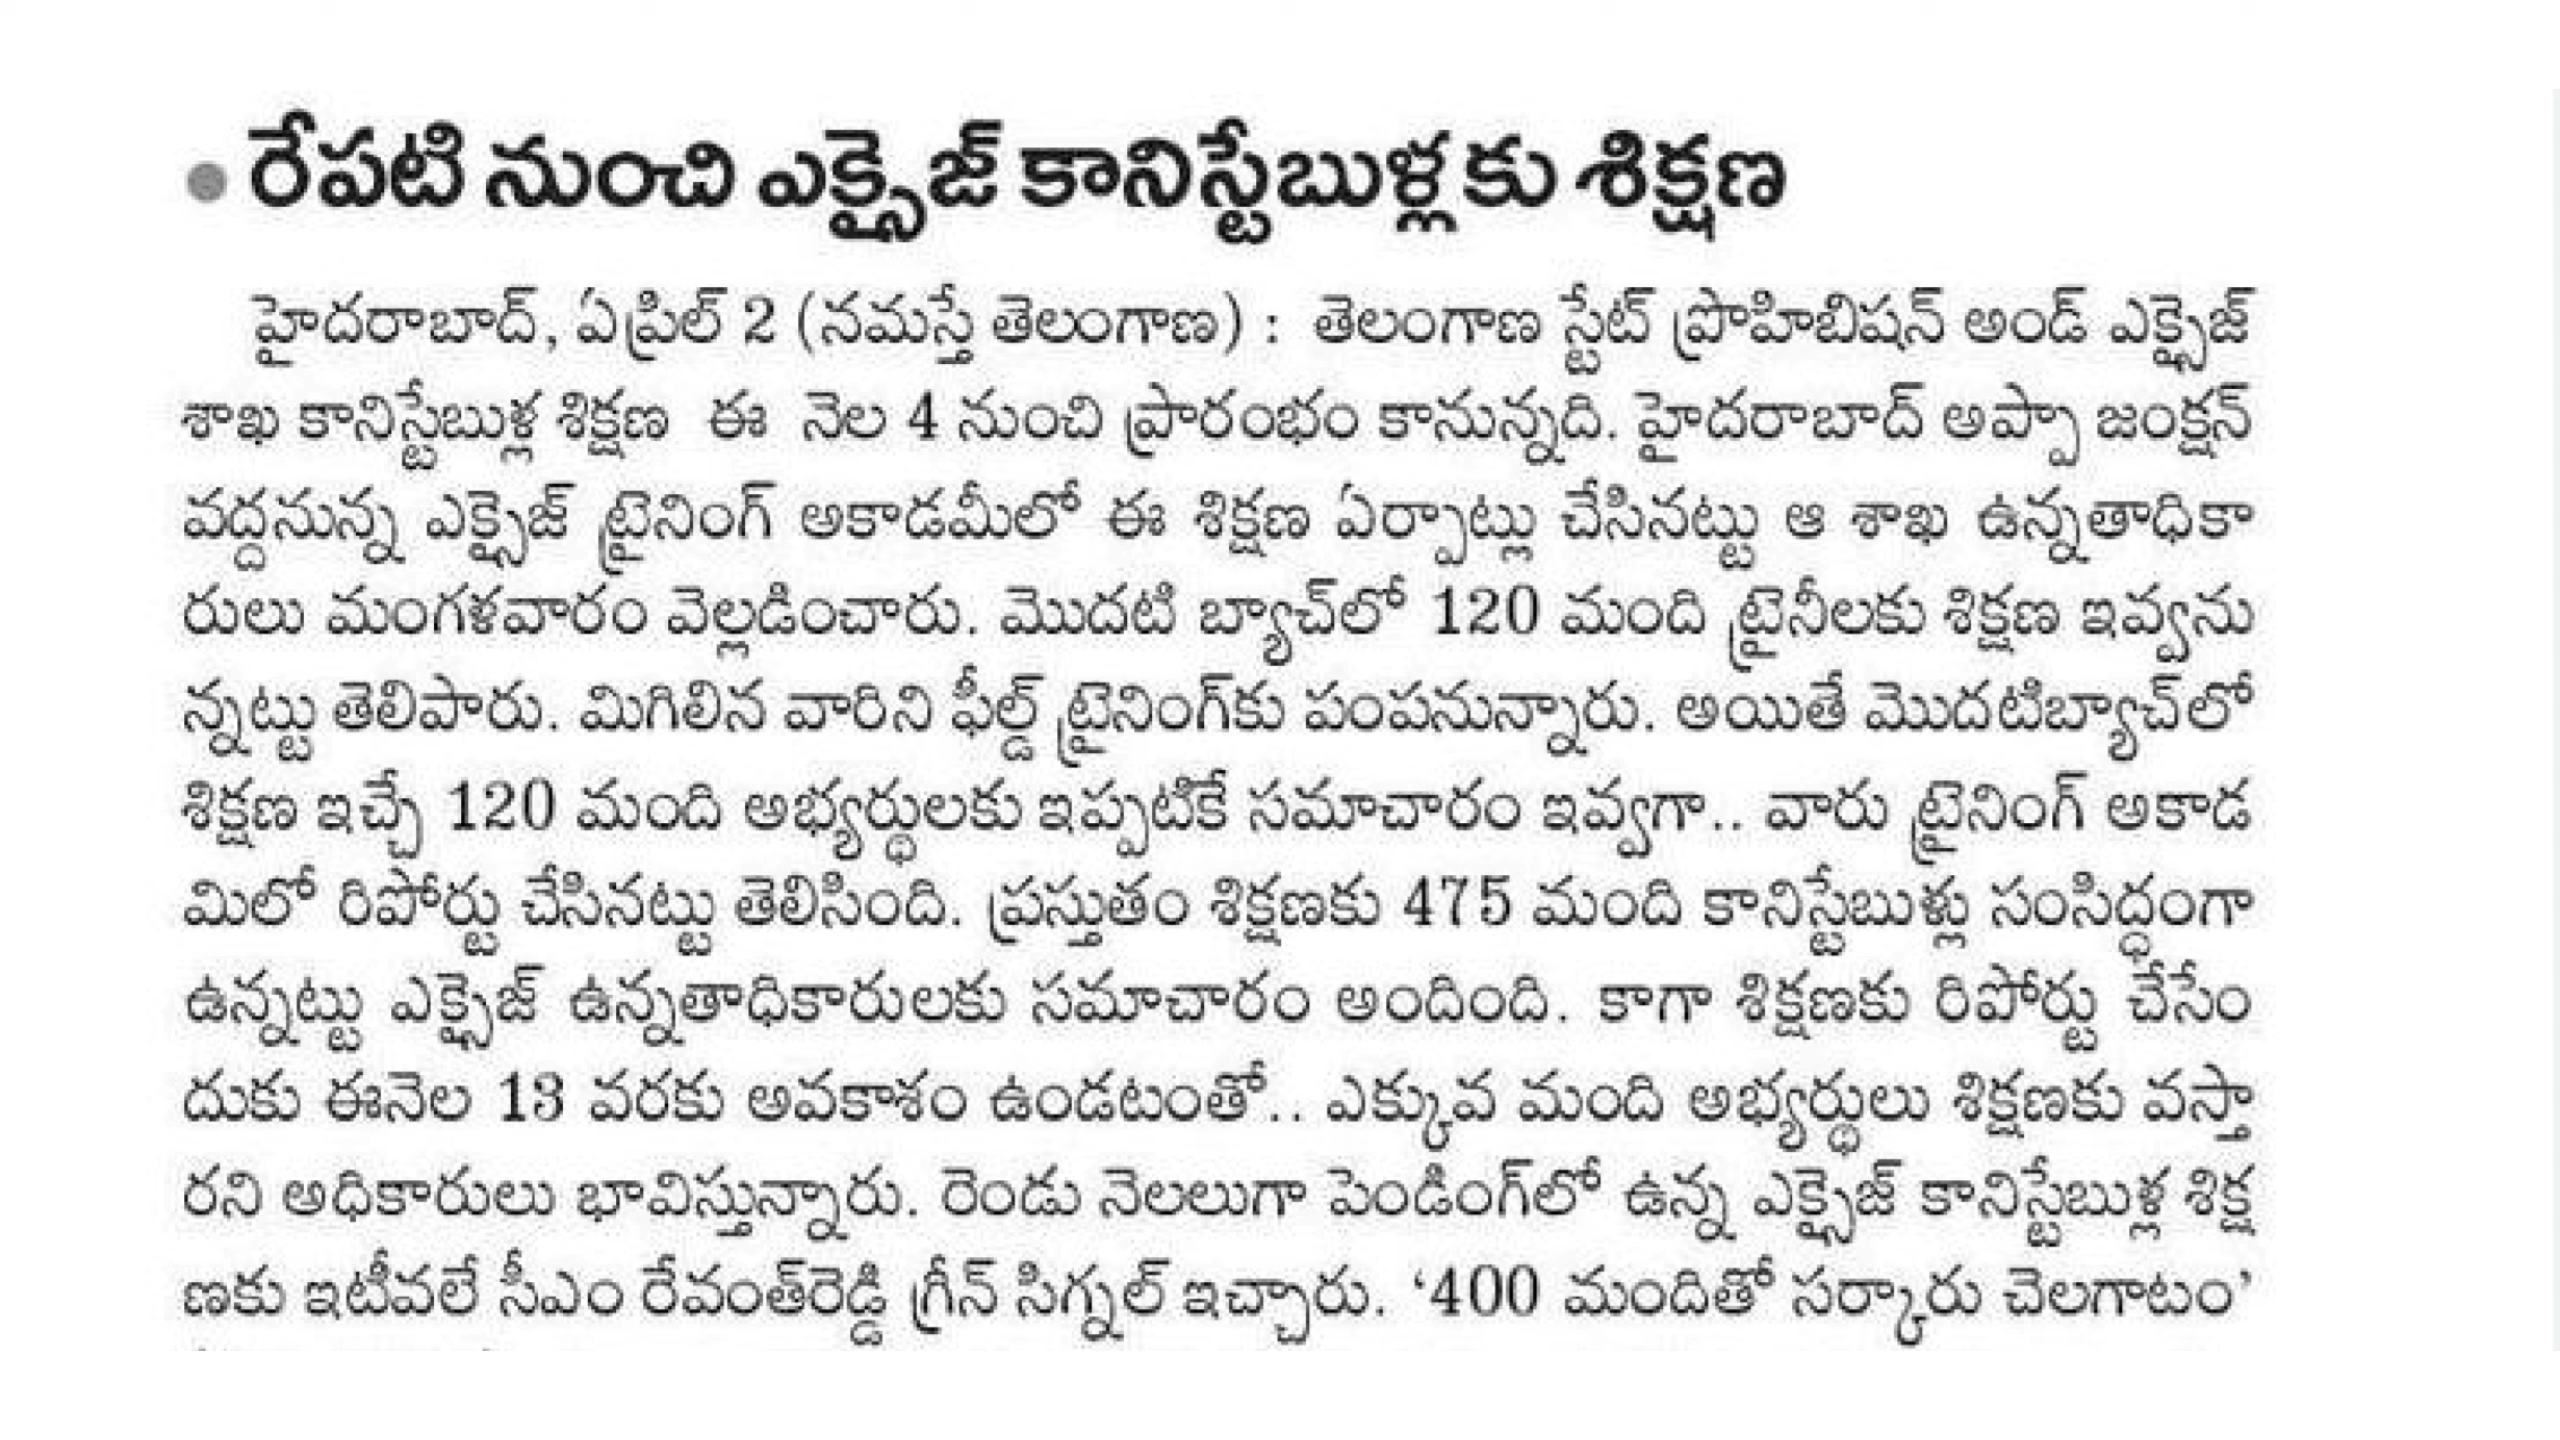 • రేపటి నుంచి ఎక్సైజ్ కానిస్టేబుళ్లకు శిక్షణ
హైదరాబాద్, ఏప్రిల్ 2 (నమస్తే తెలంగాణ) : తెలంగాణ స్టేట్ ప్రొహిబిషన్ అండ్ ఎక్సైజ్
శాఖ కానిస్టేబుళ్ల శిక్షణ ఈ నెల 4 నుంచి ప్రారంభం కానున్నది. హైదరాబాద్ అప్పా జంక్షన్
వద్దనున్న ఎక్సైజ్ ట్రైనింగ్ అకాడమీలో ఈ శిక్షణ ఏర్పాట్లు చేసినట్టు ఆ శాఖ ఉన్నతాధికా
రులు మంగళవారం వెల్లడించారు. మొదటి బ్యాచ్‌లో 120 మంది ట్రైనీలకు శిక్షణ ఇవ్వను
న్నట్టు తెలిపారు. మిగిలిన వారిని ఫీల్డ్ ట్రైనింగ్‌కు పంపనున్నారు. అయితే మొదటిబ్యాచ్‌లో
శిక్షణ ఇచ్చే 120 మంది అభ్యర్థులకు ఇప్పటికే సమాచారం ఇవ్వగా.. వారు ట్రైనింగ్ అకాడ
మిలో రిపోర్టు చేసినట్టు తెలిసింది. ప్రస్తుతం శిక్షణకు 475 మంది కానిస్టేబుళ్లు సంసిద్ధంగా
ఉన్నట్టు ఎక్సైజ్ ఉన్నతాధికారులకు సమాచారం అందింది. కాగా శిక్షణకు రిపోర్టు చేసేం
దుకు ఈనెల 13 వరకు అవకాశం ఉండటంతో.. ఎక్కువ మంది అభ్యర్థులు శిక్షణకు వస్తా
రని అధికారులు భావిస్తున్నారు. రెండు నెలలుగా పెండింగ్‌లో ఉన్న ఎక్సైజ్ కానిస్టేబుళ్ల శిక్ష
ణకు ఇటీవలే సీఎం రేవంత్‌రెడ్డి గ్రీన్ సిగ్నల్ ఇచ్చారు. ‘400 మందితో సర్కారు చెలగాటం’